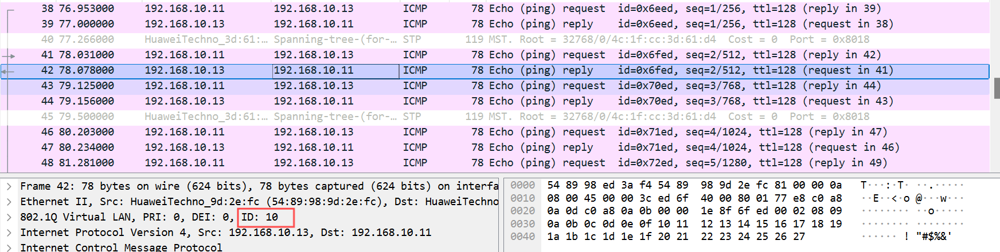 38 76.953000 192.168.10.11 192.168.10.13 ICMP 78 Echo (ping) request id=0x6eed, seq=1/256, ttl=128 (reply in 39)
39 77.000000 192.168.10.13 192.168.10.11 ICMP 78 Echo (ping) reply id=0x6eed, seq=1/256, ttl=128 (request in 38)
40 77.266000 HuaweiTechno_3d:61:… Spanning-tree-(for-… STP 119 MST. Root = 32768/0/4c:1f:cc:3d:61:d4 Cost = 0 Port = 0x8018
41 78.031000 192.168.10.11 192.168.10.13 ICMP 78 Echo (ping) request id=0x6fed, seq=2/512, ttl=128 (reply in 42)
42 78.078000 192.168.10.13 192.168.10.11 ICMP 78 Echo (ping) reply id=0x6fed, seq=2/512, ttl=128 (request in 41)
43 79.125000 192.168.10.11 192.168.10.13 ICMP 78 Echo (ping) request id=0x70ed, seq=3/768, ttl=128 (reply in 44)
44 79.156000 192.168.10.13 192.168.10.11 ICMP 78 Echo (ping) reply id=0x70ed, seq=3/768, ttl=128 (request in 43)
45 79.500000 HuaweiTechno_3d:61:… Spanning-tree-(for-… STP 119 MST. Root = 32768/0/4c:1f:cc:3d:61:d4 Cost = 0 Port = 0x8018
46 80.203000 192.168.10.11 192.168.10.13 ICMP 78 Echo (ping) request id=0x71ed, seq=4/1024, ttl=128 (reply in 47)
47 80.234000 192.168.10.13 192.168.10.11 ICMP 78 Echo (ping) reply id=0x71ed, seq=4/1024, ttl=128 (request in 46)
48 81.281000 192.168.10.11 192.168.10.13 ICMP 78 Echo (ping) request id=0x72ed, seq=5/1280, ttl=128 (reply in 49)
Frame 42: 78 bytes on wire (624 bits), 78 bytes captured (624 bits) on interfa
Ethernet II, Src: HuaweiTechno_9d:2e:fc (54:89:98:9d:2e:fc), Dst: HuaweiTechno
802.1Q Virtual LAN, PRI: 0, DEI: 0, ID: 10
Internet Protocol Version 4, Src: 192.168.10.13, Dst: 192.168.10.11
Internet Control Message Protocol
0000 54 89 98 ed 3a f4 54 89 98 9d 2e fc 81 00 00 0a T···:·T· ··.·····
0010 08 00 45 00 00 3c ed 6f 40 00 80 01 77 e8 c0 a8 ··E··<·o @···w···
0020 0a 0d c0 a8 0a 0b 00 00 1e 8f 6f ed 00 02 08 09 ········ ··o·····
0030 0a 0b 0c 0d 0e 0f 10 11 12 13 14 15 16 17 18 19 ········ ········
0040 1a 1b 1c 1d 1e 1f 20 21 22 23 24 25 26 27 ······ ! "#$%&'